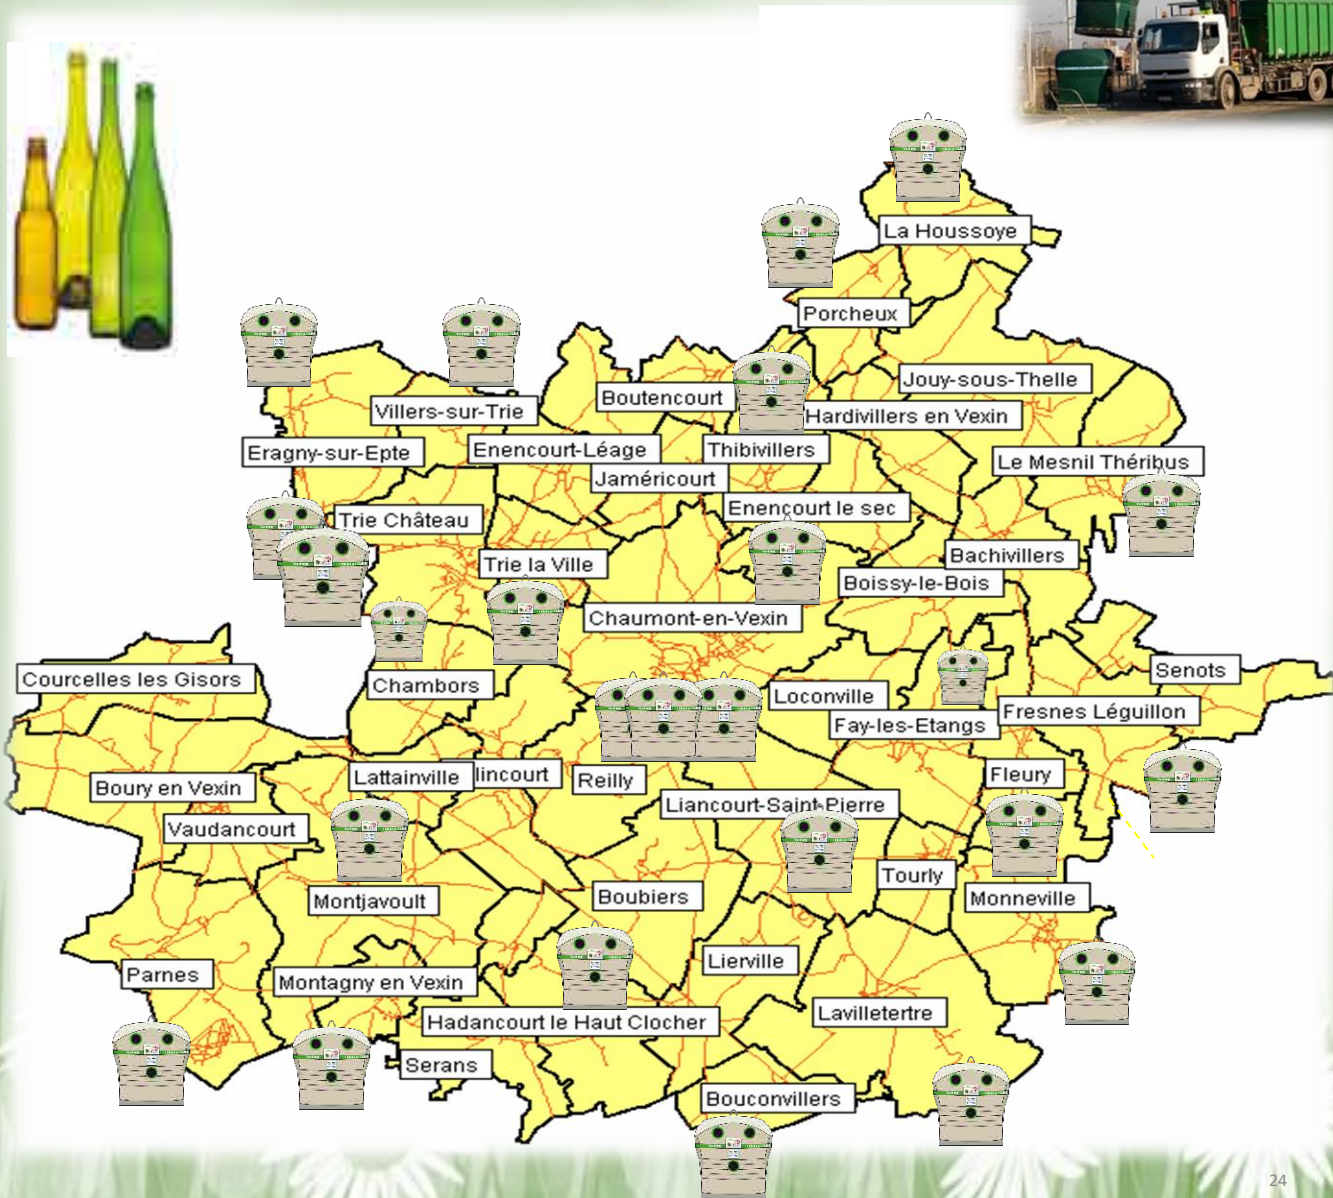 La Houssoye
Porcheux
Jouy-sous-Thelle
Boutencourt
Villers-sur-Trie
Hardivillers en Vexin
Eragny-sur-Epte
Enencourt-Léage
Thibivillers
Le Mesnil Théribus
Jaméricourt
Enencourt le sec
Trie Château
Bachivillers
Trie la Ville
Boissy-le-Bois
Chaumont-en-Vexin
Senots
Courcelles les Gisors
Chambors
Loconville
Fresnes Léguillon
Fay-les-Etangs
Lattainville
lincourt
Reilly
Fleury
Boury en Vexin
Liancourt-Saint-Pierre
Vaudancourt
Tourly
Boubiers
Monneville
Montjavoult
Lierville
Parnes
Montagny en Vexin
Lavilletertre
Hadancourt le Haut Clocher
Serans
Bouconvillers
24